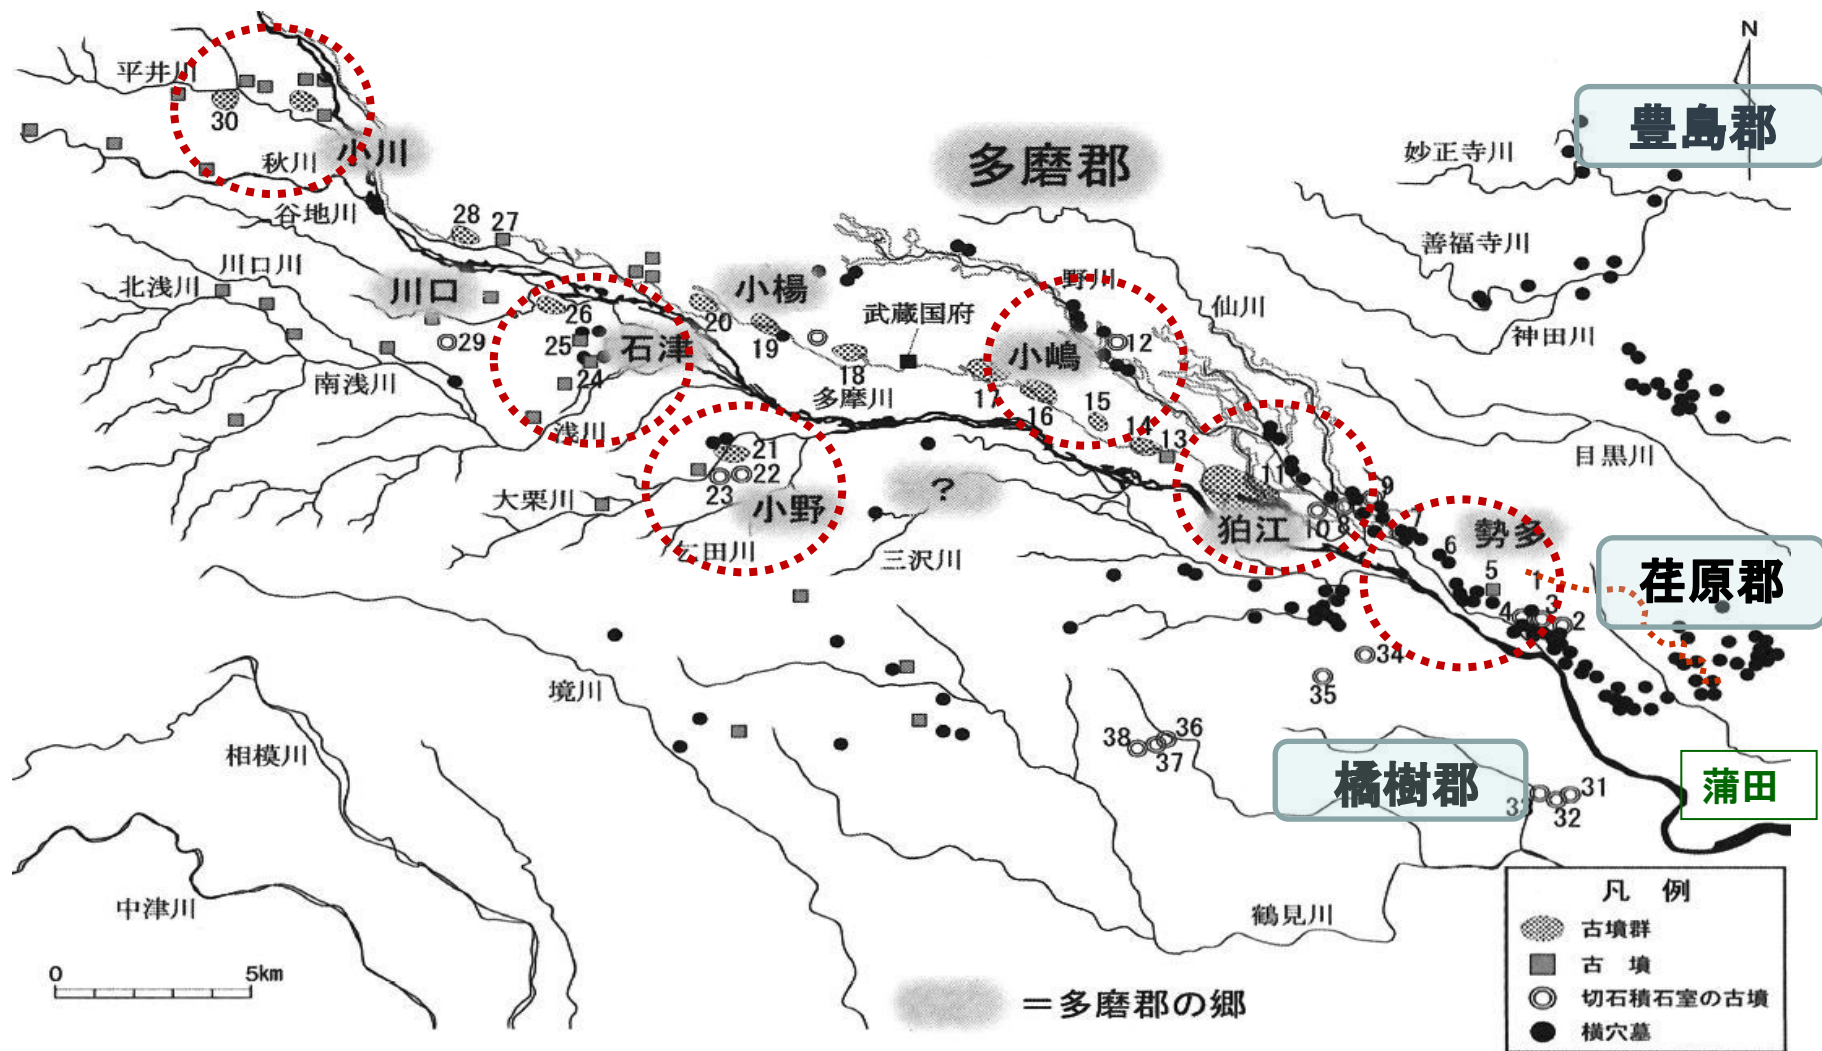 N
平井川
豊島郡
30
秋川
小川
多磨郡
妙正寺川
谷地川
28
27
善福寺川
川口川
北浅川
川口
小楊
野川
仙川
26
20
武蔵国府
神田川
29
25
石津
19
小嶋
12
24
18
南浅川
多摩川
17
16
15
浅川
14
13
目黒川
21
11
22
9
大栗川
23
?
小野
狛江
10
8
7
勢多
乞田川
三沢川
6
5
1
荏原郡
4
3
2
34
境川
35
36
38
37
相模川
橘樹郡
蒲田
31
33
32
中津川
鶴見川
凡 例
古墳群
0
5km
古 墳
=多磨郡の郷
切石積石室の古墳
横穴墓